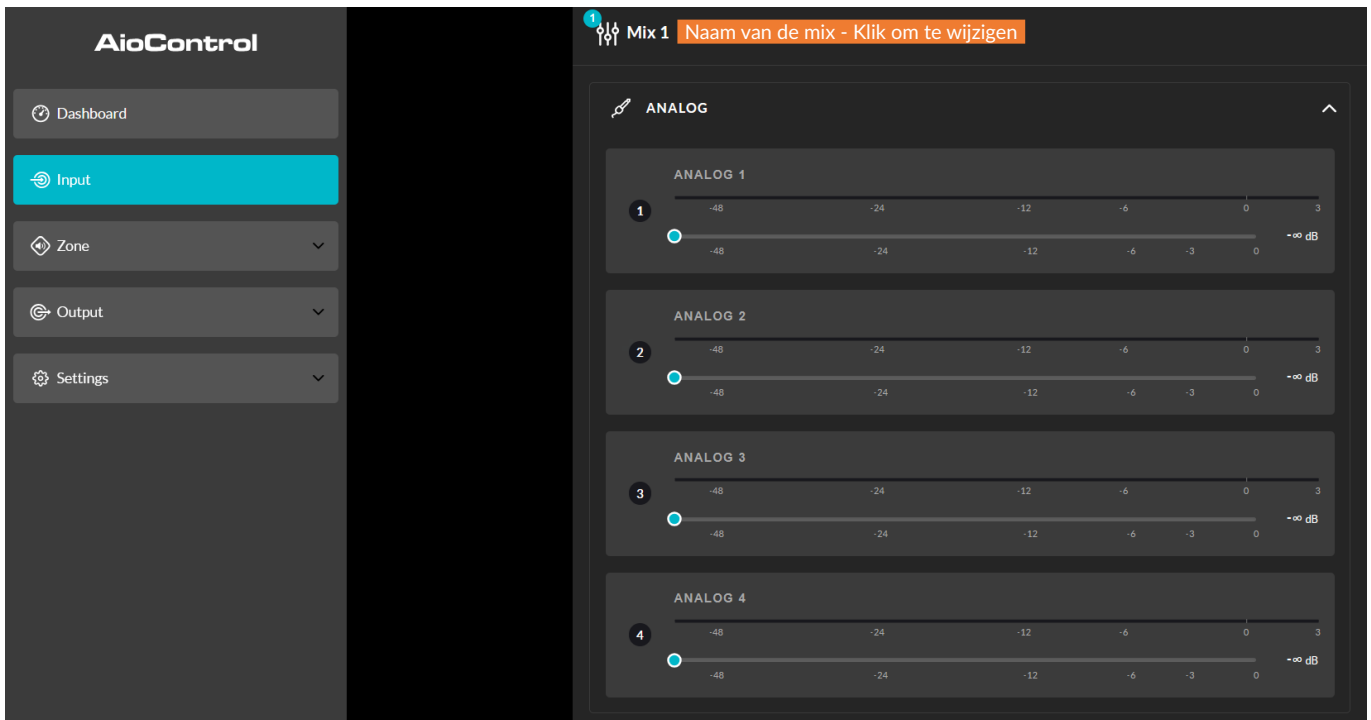 AioControl
Dashboard
Input
Zone
Output
Settings
1
Mix 1 Naam van de mix - Klik om te wijzigen
ANALOG
ANALOG 1
1
-48 -24 -12 -6 0 3
-∞ dB
-48 -24 -12 -6 -3 0
ANALOG 2
2
-48 -24 -12 -6 0 3
-∞ dB
-48 -24 -12 -6 -3 0
ANALOG 3
3
-48 -24 -12 -6 0 3
-∞ dB
-48 -24 -12 -6 -3 0
ANALOG 4
4
-48 -24 -12 -6 0 3
-∞ dB
-48 -24 -12 -6 -3 0